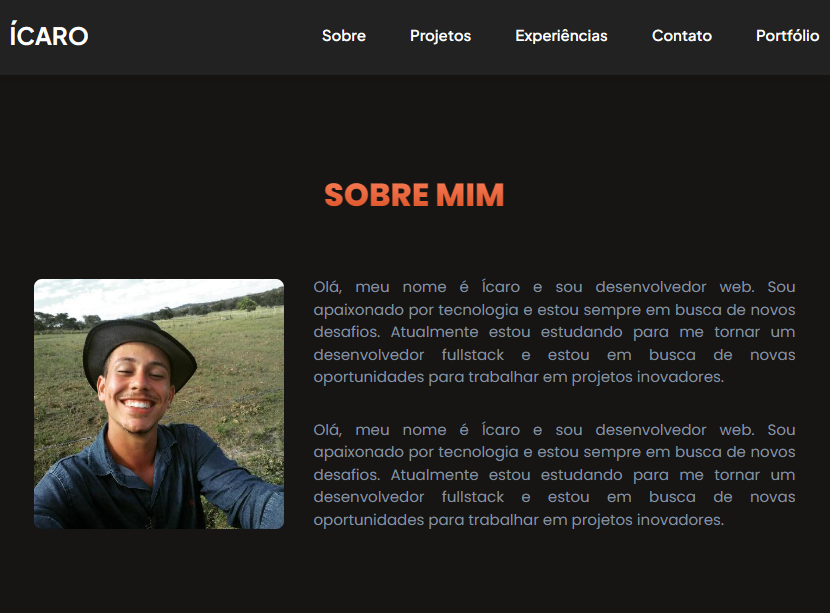 ÍCARO
Sobre Projetos Experiências Contato Portfólio
SOBRE MIM
Olá, meu nome é Ícaro e sou desenvolvedor web. Sou
apaixonado por tecnologia e estou sempre em busca de novos
desafios. Atualmente estou estudando para me tornar um
desenvolvedor fullstack e estou em busca de novas
oportunidades para trabalhar em projetos inovadores.
Olá, meu nome é Ícaro e sou desenvolvedor web. Sou
apaixonado por tecnologia e estou sempre em busca de novos
desafios. Atualmente estou estudando para me tornar um
desenvolvedor fullstack e estou em busca de novas
oportunidades para trabalhar em projetos inovadores.